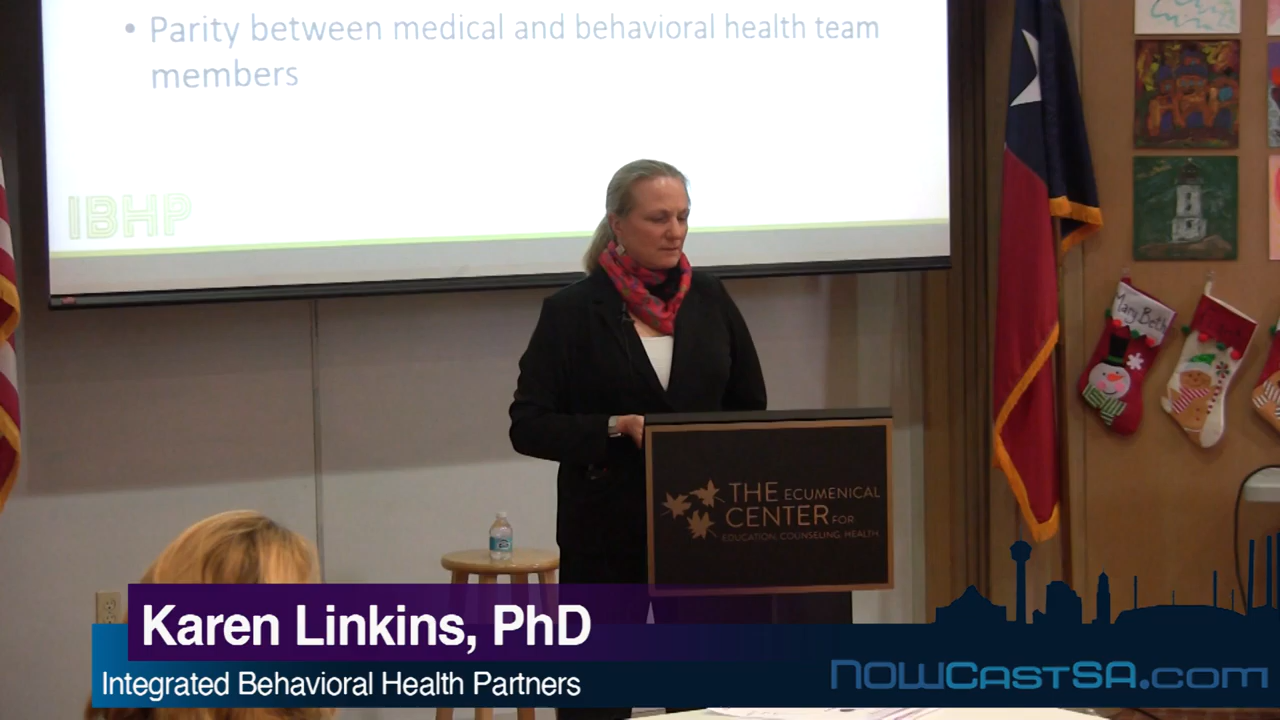 • Parity between medical and behavioral health team
members
IBHP
Mary Beth
THE ECUMENICAL
CENTER FOR
EDUCATION, COUNSELING, HEALTH
Karen Linkins, PhD
Integrated Behavioral Health Partners
NOWCASTSA.com